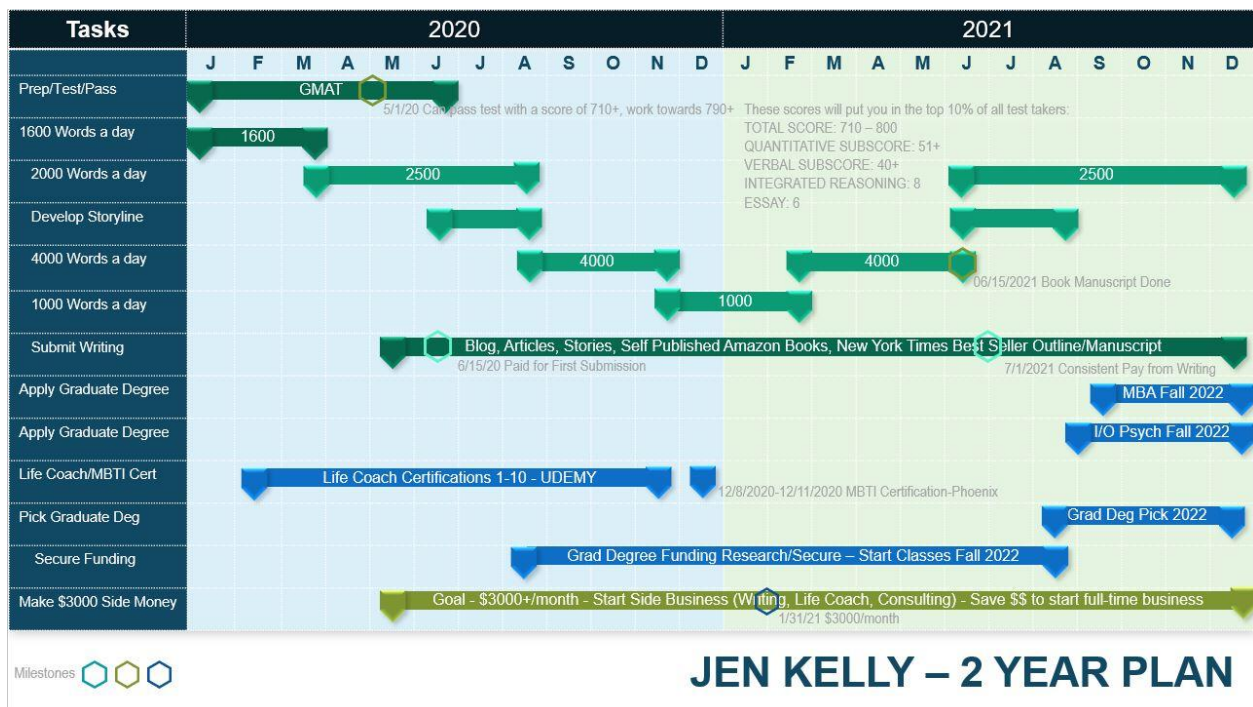 Tasks 2020 2021
J F M A M J J A S O N D J F M A M J J A S O N D
Prep/Test/Pass GMAT
5/1/20 Can pass test with a score of 710+, work towards 790+
These scores will put you in the top 10% of all test takers:
TOTAL SCORE: 710 – 800
QUANTITATIVE SUBSCORE: 51+
VERBAL SUBSCORE: 40+
INTEGRATED REASONING: 8
ESSAY: 6
1600 Words a day 1600
2000 Words a day 2500 2500
Develop Storyline
4000 Words a day 4000 4000
06/15/2021 Book Manuscript Done
1000 Words a day 1000
Submit Writing Blog, Articles, Stories, Self Published Amazon Books, New York Times Best Seller Outline/Manuscript
6/15/20 Paid for First Submission 7/1/2021 Consistent Pay from Writing
Apply Graduate Degree MBA Fall 2022
Apply Graduate Degree I/O Psych Fall 2022
Life Coach/MBTI Cert Life Coach Certifications 1-10 - UDEMY
12/8/2020-12/11/2020 MBTI Certification-Phoenix
Pick Graduate Deg Grad Deg Pick 2022
Secure Funding Grad Degree Funding Research/Secure – Start Classes Fall 2022
Make $3000 Side Money Goal - $3000+/month - Start Side Business (Writing, Life Coach, Consulting) - Save $$ to start full-time business
1/31/21 $3000/month
Milestones
JEN KELLY – 2 YEAR PLAN